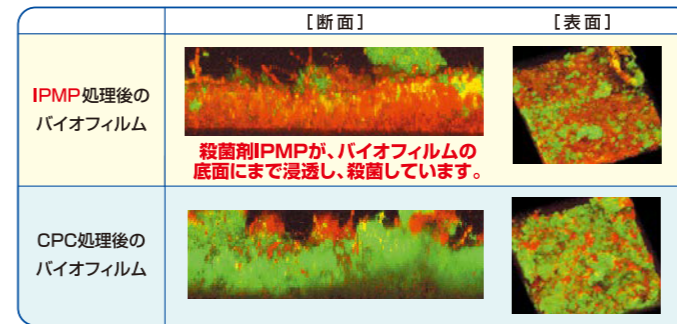 [断面]
[表面]
IPMP処理後の
バイオフィルム
殺菌剤IPMPが、バイオフィルムの
底面にまで浸透し、殺菌しています。
CPC処理後の
バイオフィルム